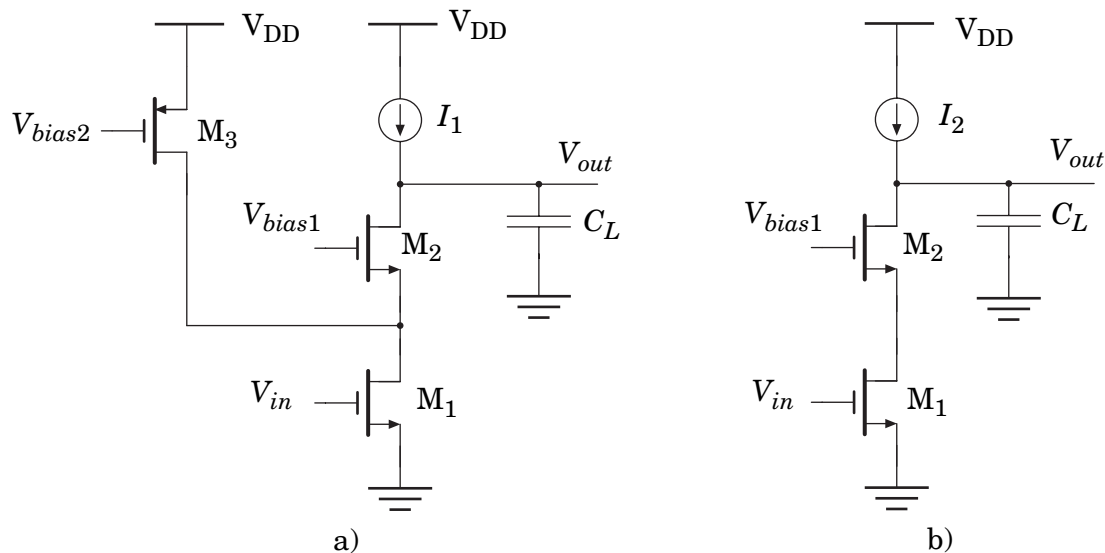 V_DD
V_DD
V_bias2
M_3
I_1
V_out
V_bias1
M_2
C_L
V_in
M_1
a)
V_DD
I_2
V_out
V_bias1
M_2
C_L
V_in
M_1
b)